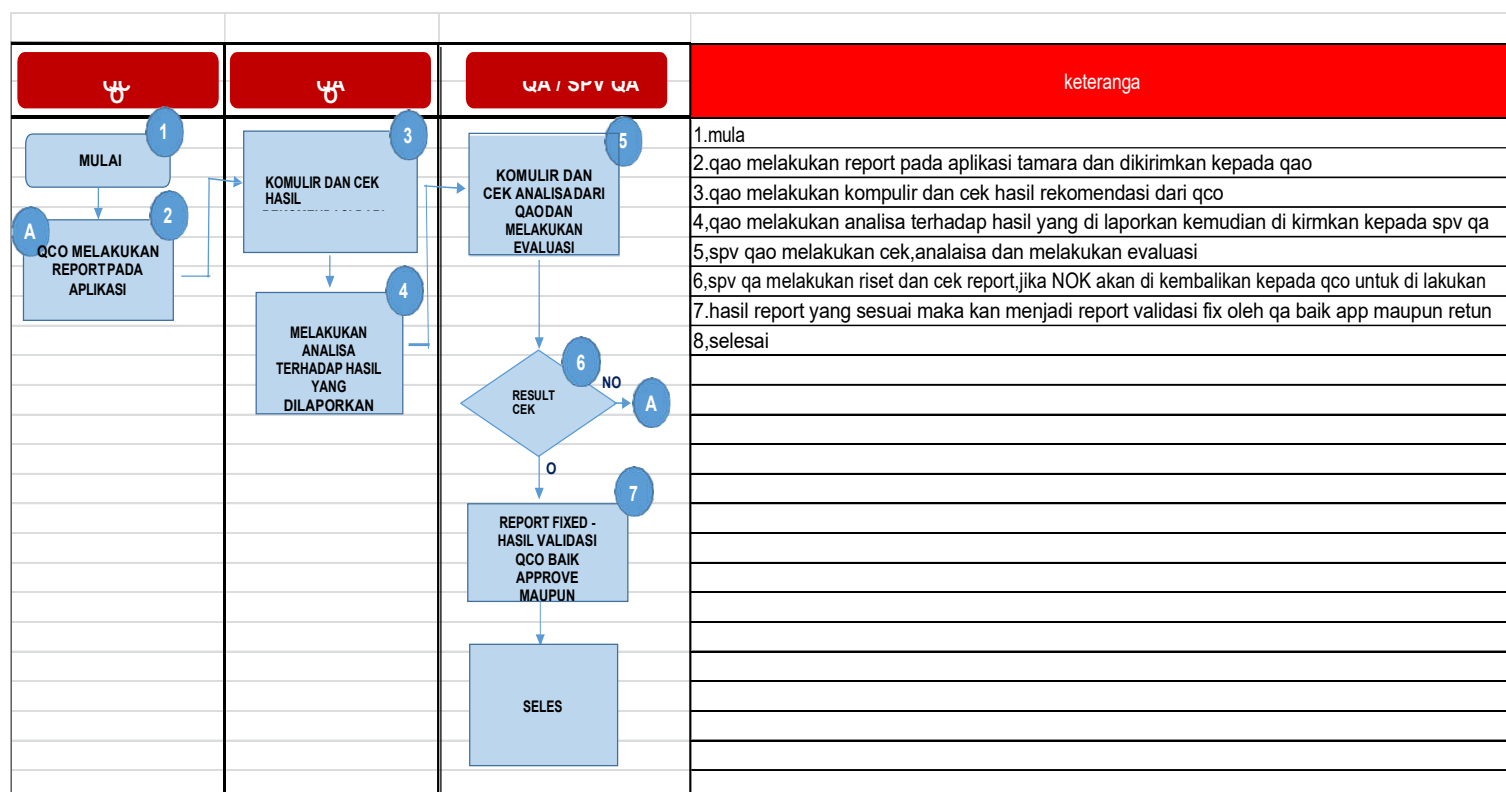 QC
O
QA
O
QA / SPV QA
keteranga
1
MULAI
2
A
QCO MELAKUKAN
REPORT PADA
APLIKASI
3
KOMULIR DAN CEK
HASIL
4
MELAKUKAN
ANALISA
TERHADAP HASIL
YANG
DILAPORKAN
5
KOMULIR DAN
CEK ANALISA DARI
QAO DAN
MELAKUKAN
EVALUASI
6
RESULT
CEK
NO
A
O
7
REPORT FIXED -
HASIL VALIDASI
QCO BAIK
APPROVE
MAUPUN
SELES
1.mula
2.qao melakukan report pada aplikasi tamara dan dikirimkan kepada qao
3.qao melakukan kompulir dan cek hasil rekomendasi dari qco
4,qao melakukan analisa terhadap hasil yang di laporkan kemudian di kirmkan kepada spv qa
5,spv qao melakukan cek,analaisa dan melakukan evaluasi
6,spv qa melakukan riset dan cek report,jika NOK akan di kembalikan kepada qco untuk di lakukan
7.hasil report yang sesuai maka kan menjadi report validasi fix oleh qa baik app maupun retun
8,selesai